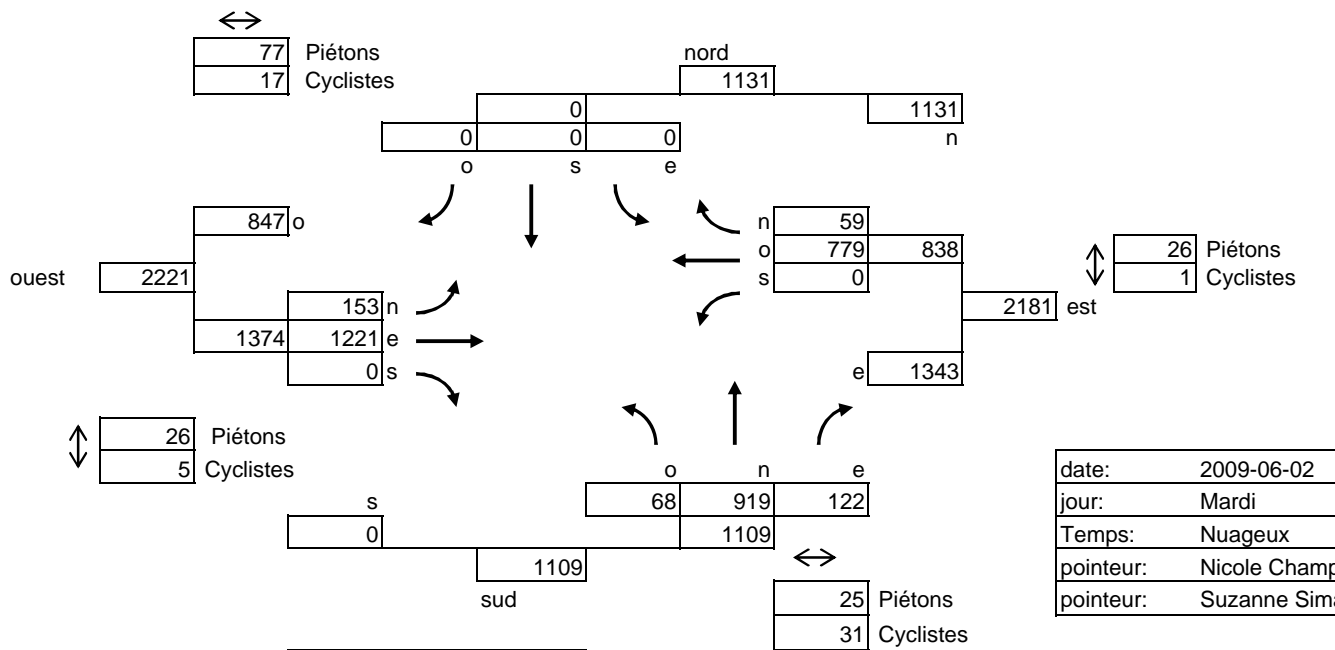 77 Piétons
17 Cyclistes
nord
1131
0
1131
0 0 0
n
o s e
847 o
n 59
o 779 838
s 0
26 Piétons
1 Cyclistes
ouest 2221
2181 est
153 n
1374 1221 e
0 s
e 1343
26 Piétons
5 Cyclistes
o n e
68 919 122
s
0
1109
1109
sud
25 Piétons
31 Cyclistes
date: 2009-06-02
jour: Mardi
Temps: Nuageux
pointeur: Nicole Champ
pointeur: Suzanne